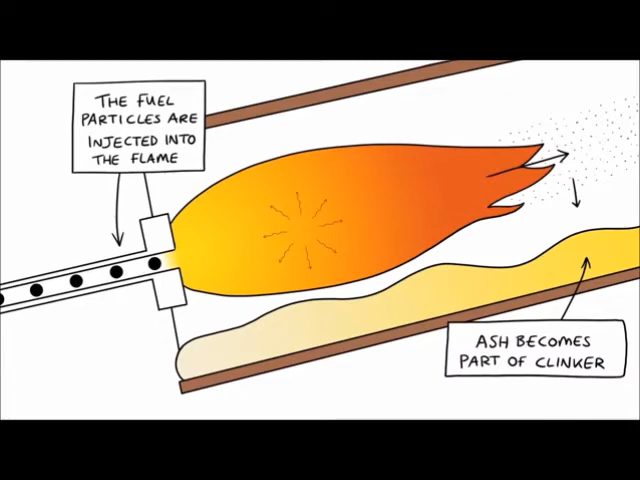 THE FUEL
PARTICLES ARE
INJECTED INTO
THE FLAME
ASH BECOMES
PART OF CLINKER